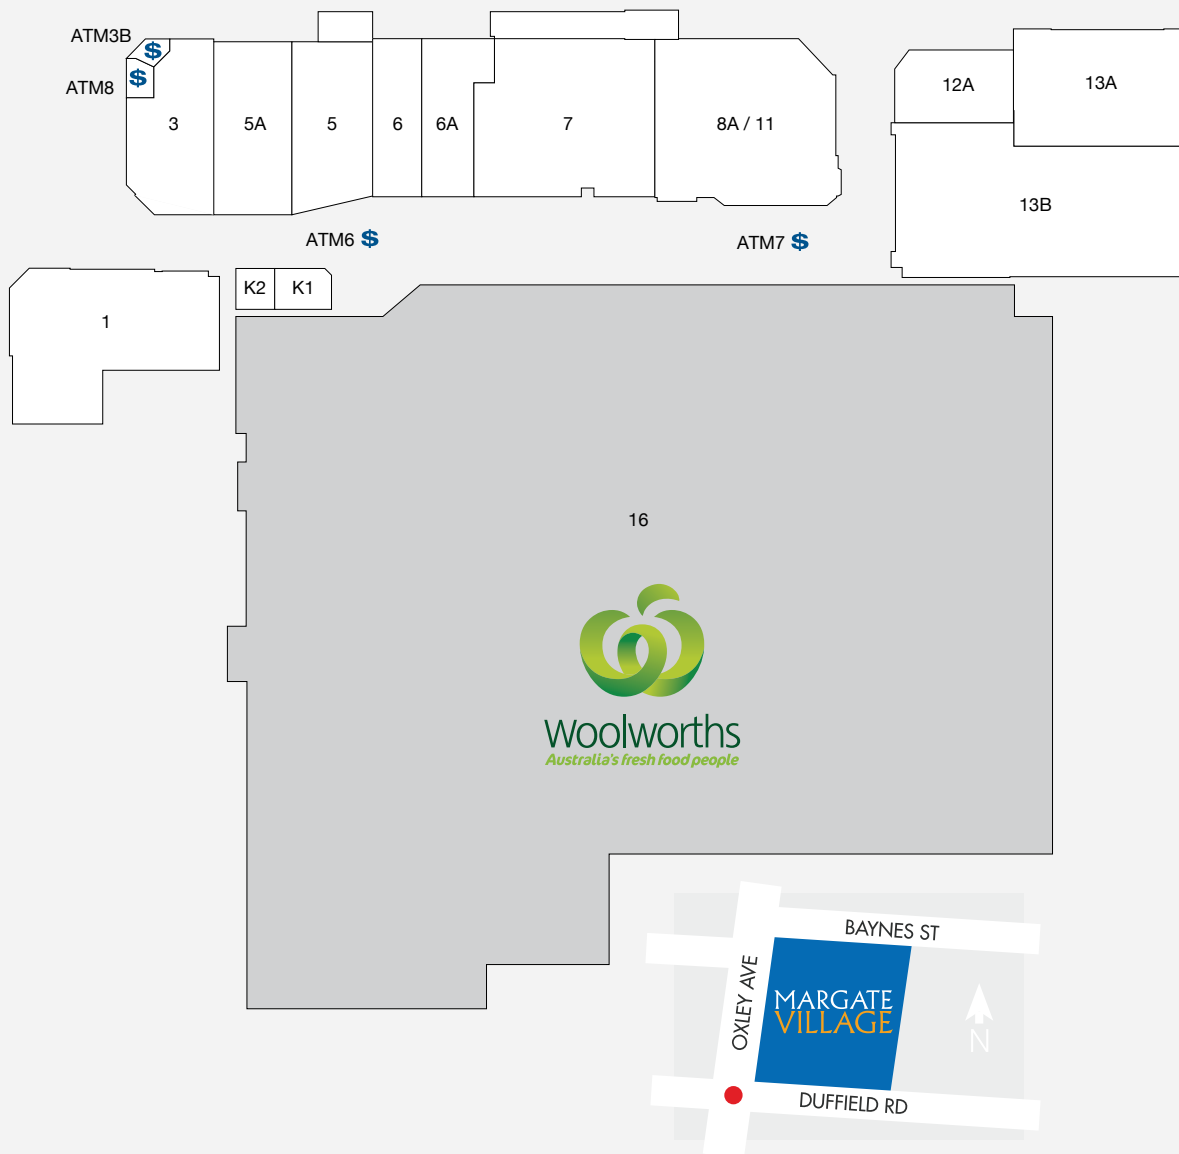 ATM3B
$
ATM8
$
3
5A
5
6
6A
7
8A / 11
12A
13A
13B
ATM6 $
ATM7 $
K2
K1
1
16
Woolworths
Australia's fresh food people
BAYNES ST
OXLEY AVE
MARGATE
VILLAGE
N
DUFFIELD RD